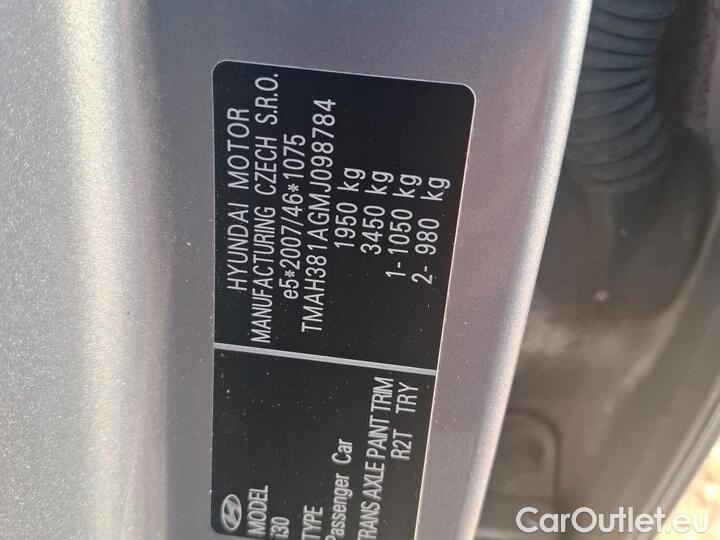 HYUNDAI MOTOR
MANUFACTURING CZECH S.R.O.
e5*2007/46*1075
TMAH381AGMJ098784
1950 kg
3450 kg
1- 1050 kg
2- 980 kg
MODEL
i30
TYPE
Passenger Car
TRANS AXLE PAINT TRIM
R2T TRY
CarOutlet.eu